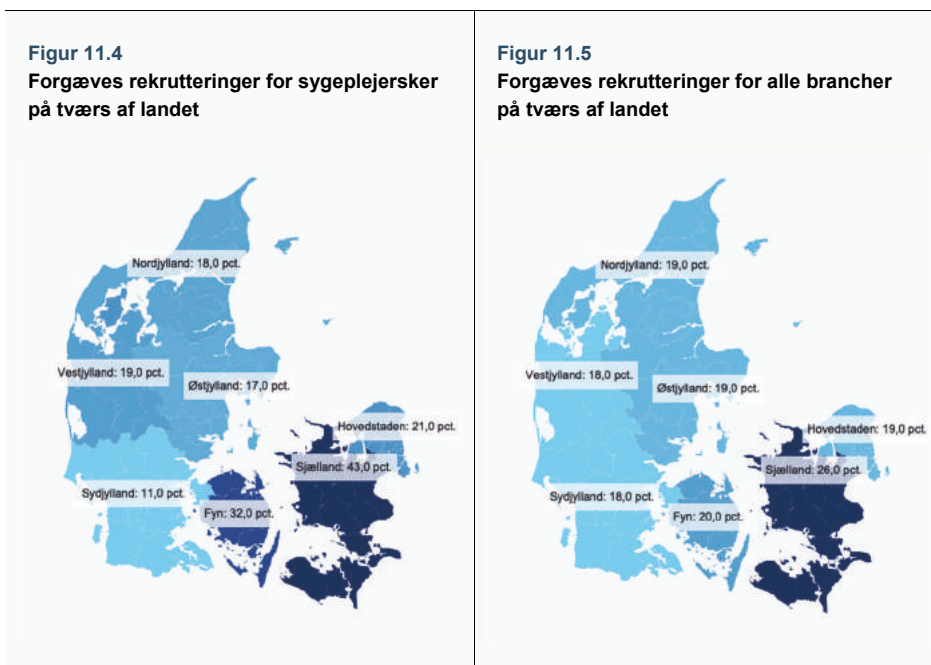 Figur 11.4
Forgæves rekrutteringer for sygeplejersker
på tværs af landet
Nordjylland: 18,0 pct.
Vestjylland: 19,0 pct.
Østjylland: 17,0 pct.
Hovedstaden: 21,0 pct.
Sjælland: 43,0 pct.
Sydjylland: 11,0 pct.
Fyn: 32,0 pct.
Figur 11.5
Forgæves rekrutteringer for alle brancher
på tværs af landet
Nordjylland: 19,0 pct.
Vestjylland: 18,0 pct.
Østjylland: 19,0 pct.
Hovedstaden: 19,0 pct.
Sjælland: 26,0 pct.
Sydjylland: 18,0 pct.
Fyn: 20,0 pct.